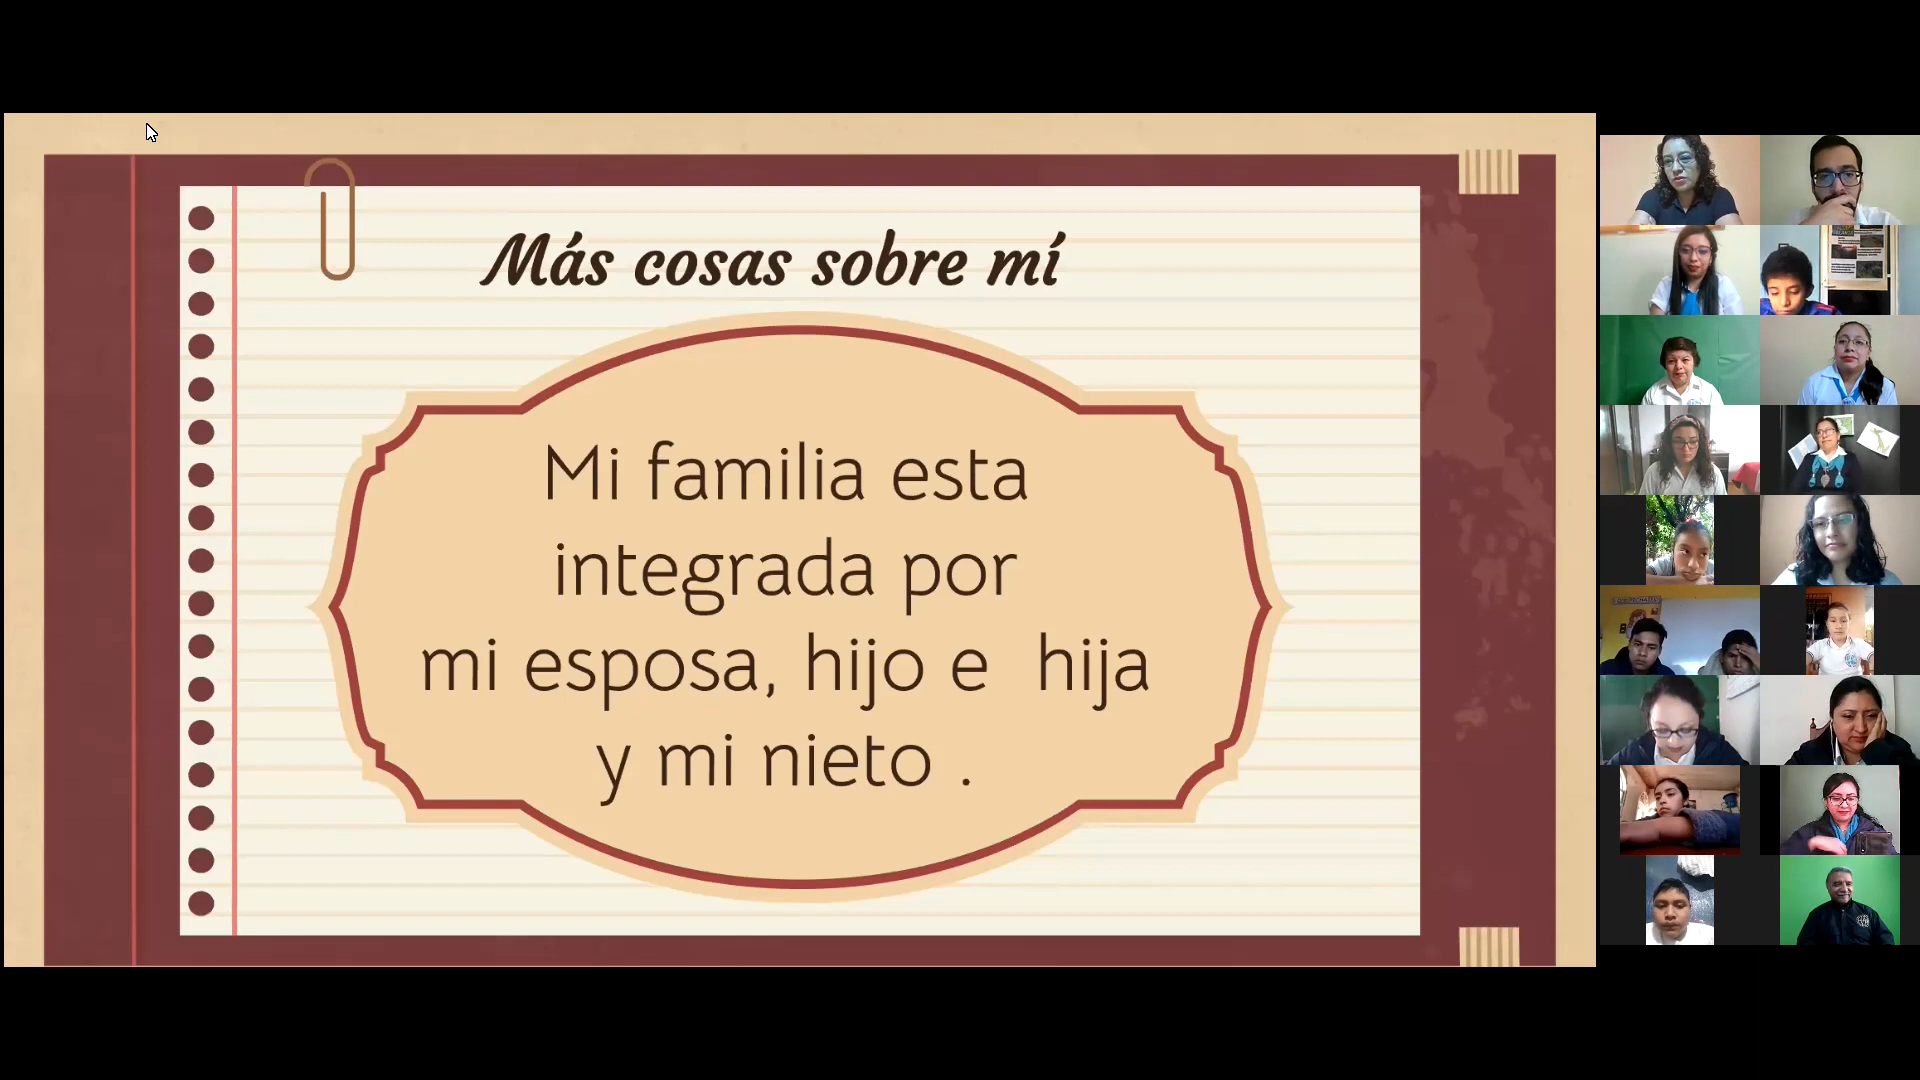 Más cosas sobre mí
Mi familia esta
integrada por
mi esposa, hijo e  hija
y mi nieto .